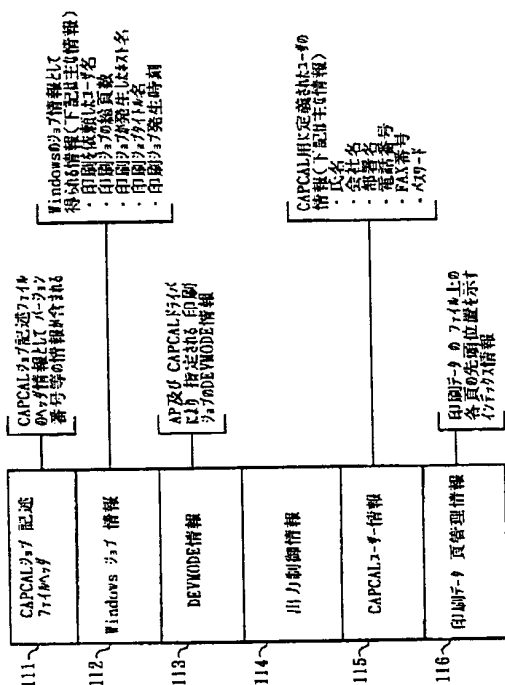 111
CAPCALジョブ 記述
ファイルヘッダ
CAPCALジョブ記述ファイル
のヘッダ情報として バージョン
番号等の情報が含まれる
112
Windows ジョブ 情報
Windowsのジョブ情報として
得られる情報(下記は主な情報)
・印刷を依頼したユーザ名
・印刷ジョブの総頁数
・印刷ジョブが発生したホスト名
・印刷ジョブタイトル名
・印刷ジョブ発生時刻
113
DEVMODE情報
AP及び CAPCALドライバ
により 指定される 印刷
ジョブのDEVMODE情報
114
出力制御情報
115
CAPCALユーザー情報
CAPCAL用に定義されたユーザの
情報(下記は主な情報)
・氏名
・会社名
・部署名
・電話番号
・FAX番号
・パスワード
116
印刷データ 頁管理情報
印刷データ の ファイル上の
各頁の先頭位置を示す
インデックス情報